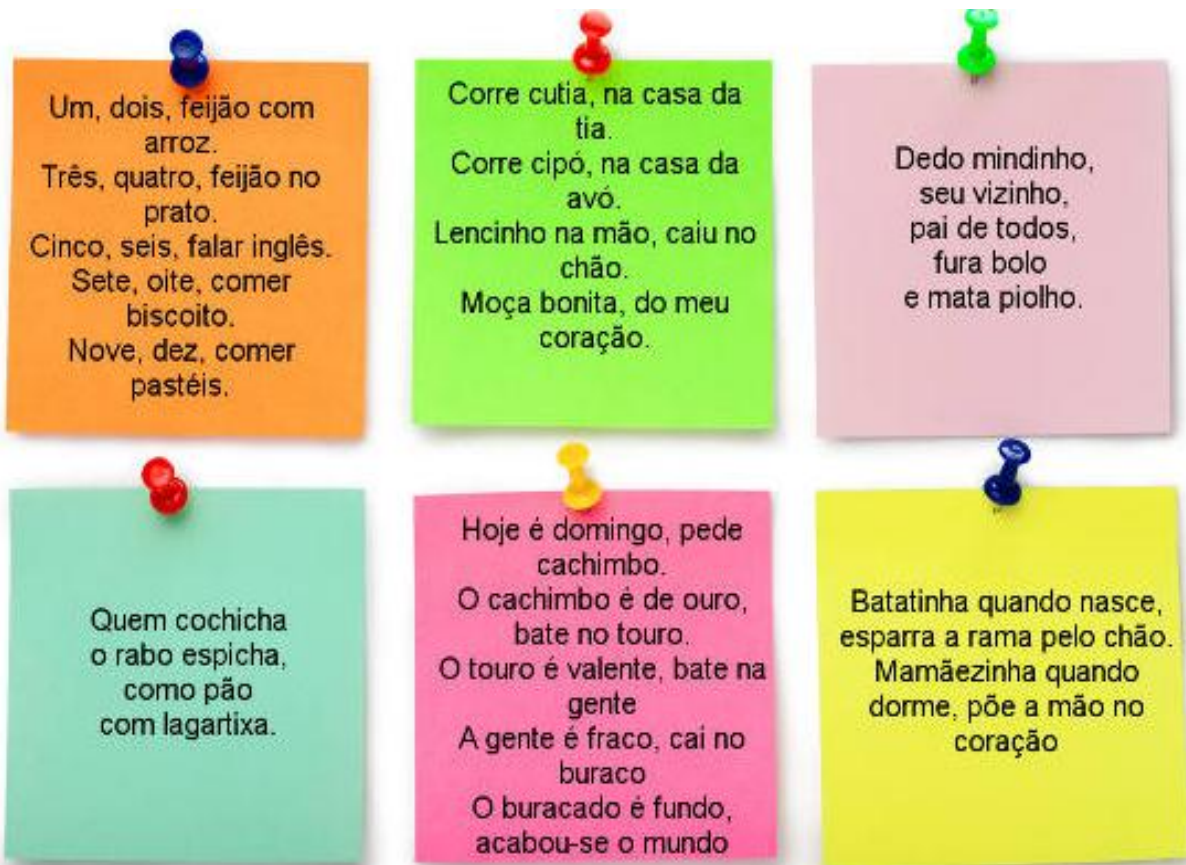 Um, dois, feijão com
arroz.
Três, quatro, feijão no
prato.
Cinco, seis, falar inglês.
Sete, oite, comer
biscoito.
Nove, dez, comer
pastéis.
Corre cutia, na casa da
tia.
Corre cipó, na casa da
avó.
Lencinho na mão, caiu no
chão.
Moça bonita, do meu
coração.
Dedo mindinho,
seu vizinho,
pai de todos,
fura bolo
e mata piolho.
Quem cochicha
o rabo espicha,
como pão
com lagartixa.
Hoje é domingo, pede
cachimbo.
O cachimbo é de ouro,
bate no touro.
O touro é valente, bate na
gente
A gente é fraco, cai no
buraco
O buracado é fundo,
acabou-se o mundo
Batatinha quando nasce,
esparra a rama pelo chão.
Mamãezinha quando
dorme, põe a mão no
coração